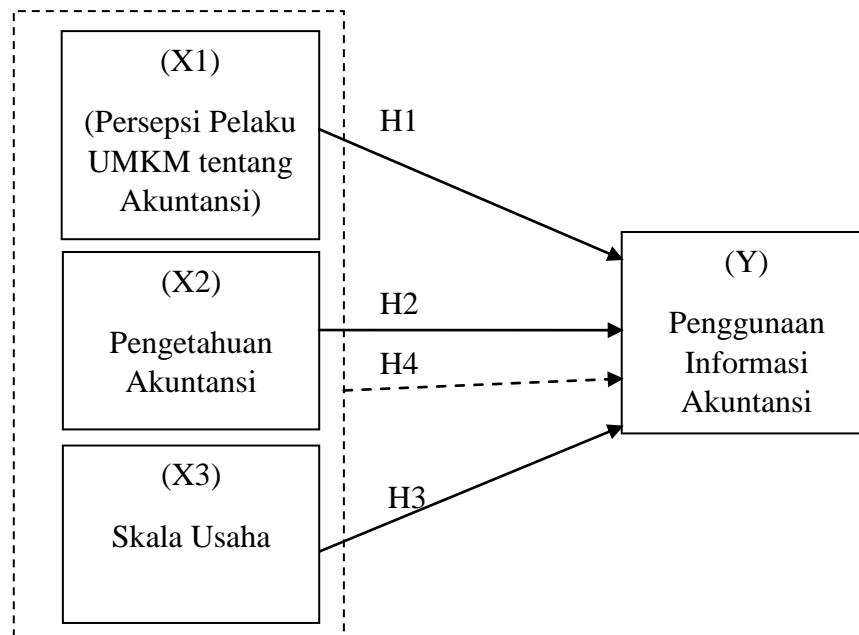 (X1)
(Persepsi Pelaku
UMKM tentang
Akuntansi)
H1
(X2)
Pengetahuan
Akuntansi
H2
H4
(X3)
Skala Usaha
H3
(Y)
Penggunaan
Informasi
Akuntansi